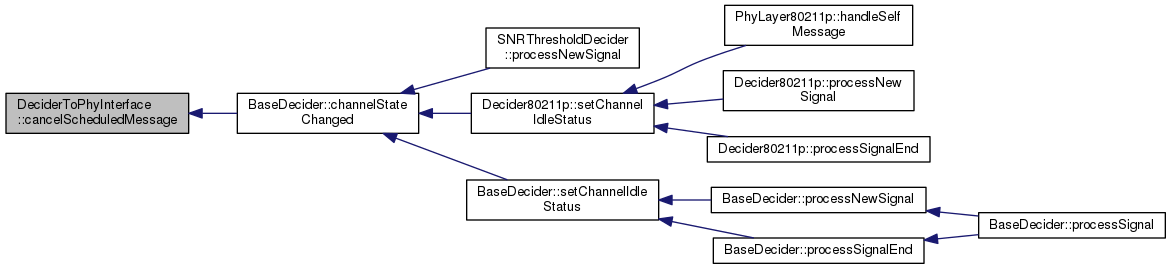 DeciderToPhyInterface
::cancelScheduledMessage
BaseDecider::channelState
Changed
SNRThresholdDecider
::processNewSignal
Decider80211p::setChannel
IdleStatus
PhyLayer80211p::handleSelf
Message
Decider80211p::processNew
Signal
Decider80211p::processSignalEnd
BaseDecider::setChannelIdle
Status
BaseDecider::processNewSignal
BaseDecider::processSignal
BaseDecider::processSignalEnd